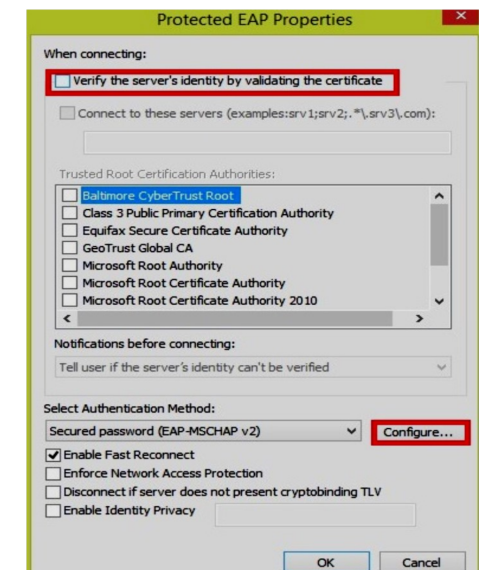 Protected EAP Properties
When connecting:
Verify the server's identity by validating the certificate
Connect to these servers (examples:srv1;srv2;.*\.srv3\.com):
Trusted Root Certification Authorities:
Baltimore CyberTrust Root
Class 3 Public Primary Certification Authority
Equifax Secure Certificate Authority
GeoTrust Global CA
Microsoft Root Authority
Microsoft Root Certificate Authority
Microsoft Root Certificate Authority 2010
Notifications before connecting:
Tell user if the server's identity can't be verified
Select Authentication Method:
Secured password (EAP-MSCHAP v2)
Configure...
Enable Fast Reconnect
Enforce Network Access Protection
Disconnect if server does not present cryptobinding TLV
Enable Identity Privacy
OK Cancel